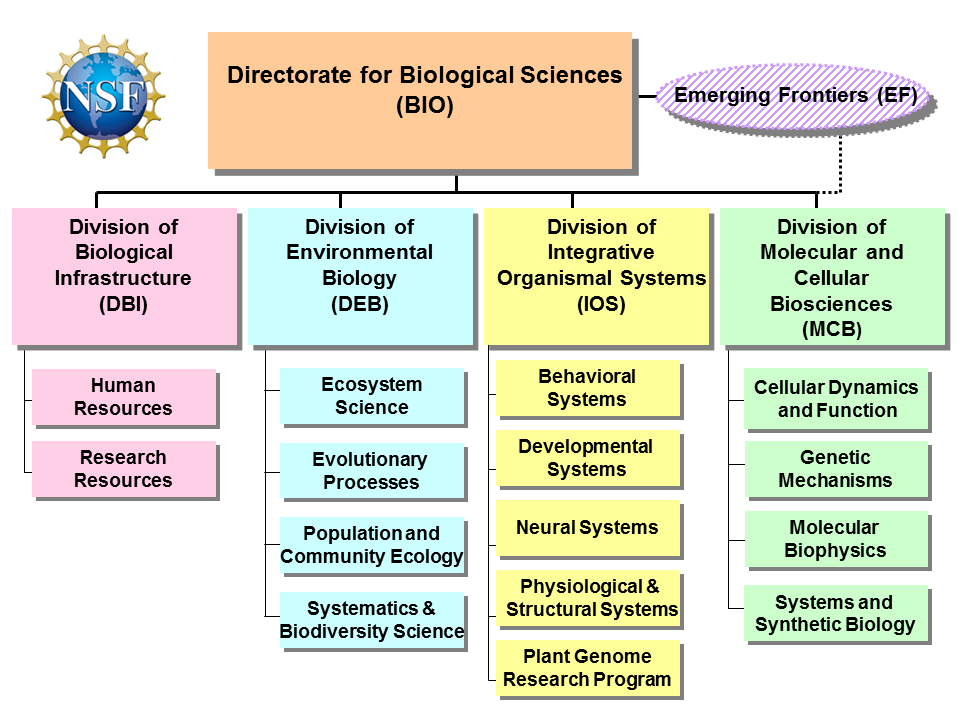 NSF
Directorate for Biological Sciences
(BIO)
Emerging Frontiers (EF)
Division of
Biological
Infrastructure
(DBI)
Human
Resources
Research
Resources
Division of
Environmental
Biology
(DEB)
Ecosystem
Science
Evolutionary
Processes
Population and
Community Ecology
Systematics &
Biodiversity Science
Division of
Integrative
Organismal Systems
(IOS)
Behavioral
Systems
Developmental
Systems
Neural Systems
Physiological &
Structural Systems
Plant Genome
Research Program
Division of
Molecular and
Cellular
Biosciences
(MCB)
Cellular Dynamics
and Function
Genetic
Mechanisms
Molecular
Biophysics
Systems and
Synthetic Biology